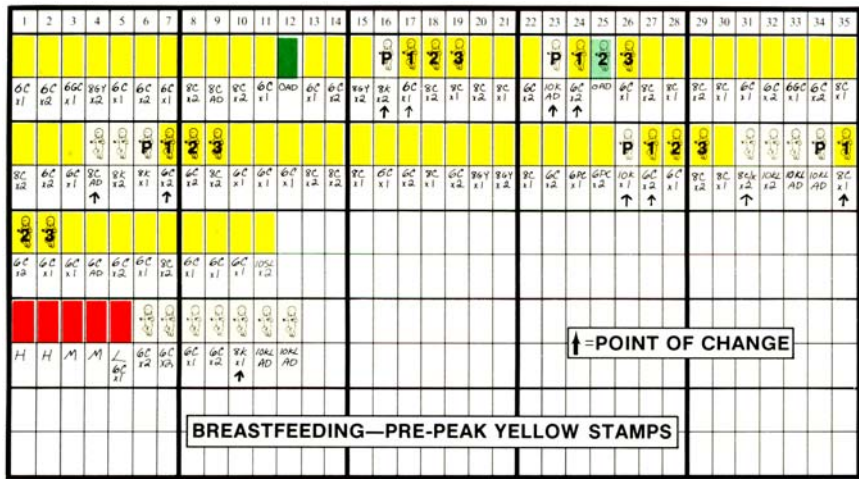 1 2 3 4 5 6 7 8 9 10 11 12 13 14 15 16 17 18 19 20 21 22 23 24 25 26 27 28 29 30 31 32 33 34 35
P 1 2 3 P 1 2 3
6C 6C 6GC 8GY 6C 6C 6C 8C 8C 8C 6C 0AD 6C 6C 8GY 8K 6C 8C 8C 8C 8C 6C 10K 6C 0AD 6C 8C 8C 8C 8C 6C 6C 6GC 6C 6C
x1 x2 x1 x2 x1 x2 x1 x2 AD x2 x1 x1 x2 x2 x2 x1 x2 x1 x2 x1 x2 AD x2 x1 x2 x1 x2 x1 x1 x2 x1 x2 x1
P 1 2 3 P 1 2 3 P 1
8C 6C 6C 8C 8K 8K 6C 6C 8C 6C 6C 6C 8C 8C 8C 6C 8C 8C 6C 8GY 8GY 8C 6C 6PC 6PC 10K 6C 6C 8C 8C 8C/K 10KL 10KL 10KL 8C
x2 x2 x1 AD x2 x1 x2 x2 x2 x1 x1 x1 x2 x2 x1 x1 x2 x1 x2 x1 x2 x1 x2 x1 x2 x1 x2 x1 x2 x1 x2 x2 AD AD x1
2 3
6C 6C 6C 6C 6C 6C 8C 6C 6C 6C 10SL
x2 x1 x1 AD x2 x1 x2 x1 x1 x1 x2
H H M M L 6C 6C 6C 6C 8K 10KL 10KL
6C x2 x2 x1 x2 x1 AD AD
x1
=POINT OF CHANGE
BREASTFEEDING—PRE-PEAK YELLOW STAMPS